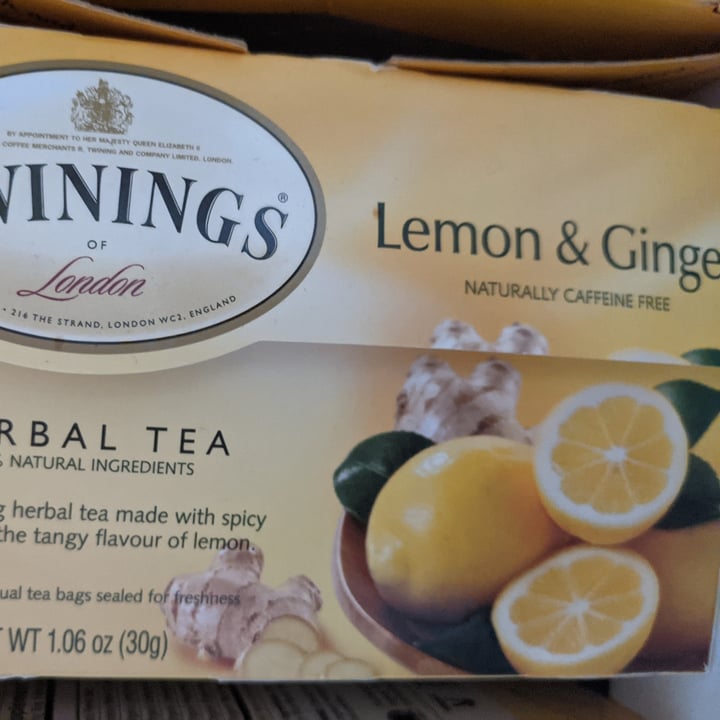 BY APPOINTMENT TO HER MAJESTY QUEEN ELIZABETH II
COFFEE MERCHANTS R. TWINING AND COMPANY LIMITED, LONDON.
WININGS®
OF
London
• 216 THE STRAND, LONDON WC2, ENGLAND
Lemon & Ginge
NATURALLY CAFFEINE FREE
RBAL TEA
% NATURAL INGREDIENTS
g herbal tea made with spicy
the tangy flavour of lemon.
ual tea bags sealed for freshness
WT 1.06 oz (30g)